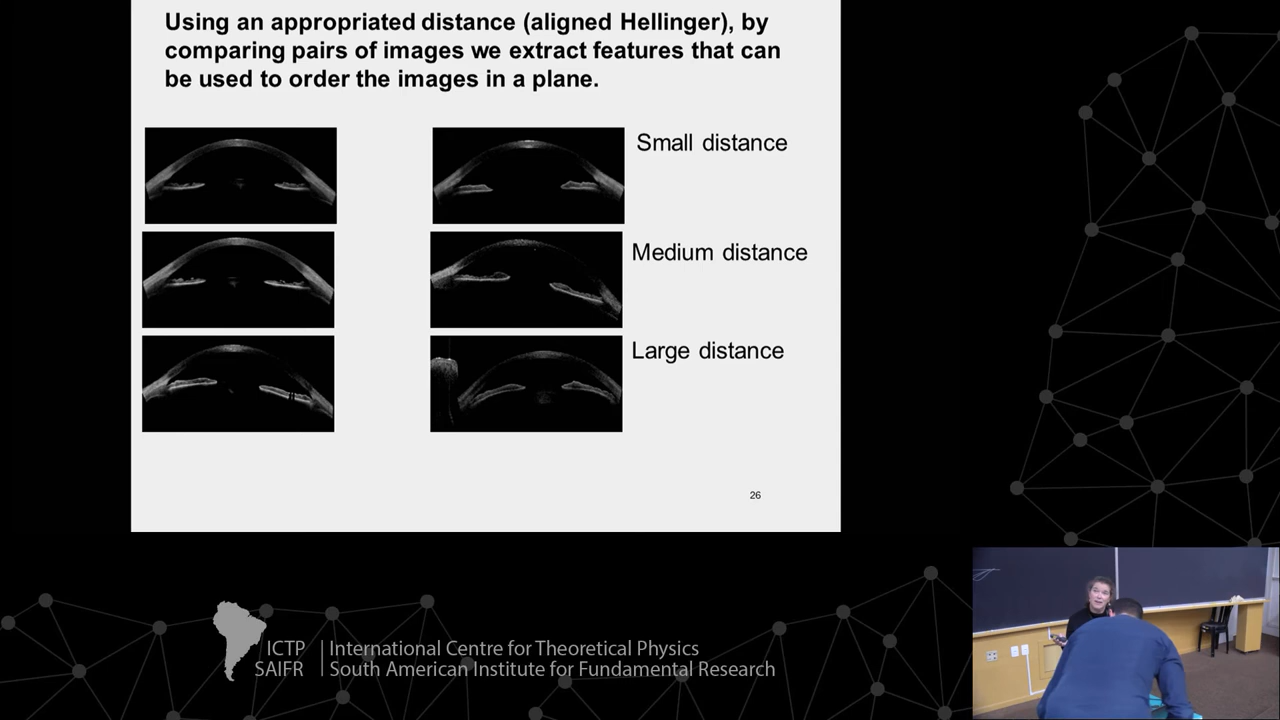 Using an appropriated distance (aligned Hellinger), by
comparing pairs of images we extract features that can
be used to order the images in a plane.
Small distance
Medium distance
Large distance
26
ICTP
SAIFR
International Centre for Theoretical Physics
South American Institute for Fundamental Research